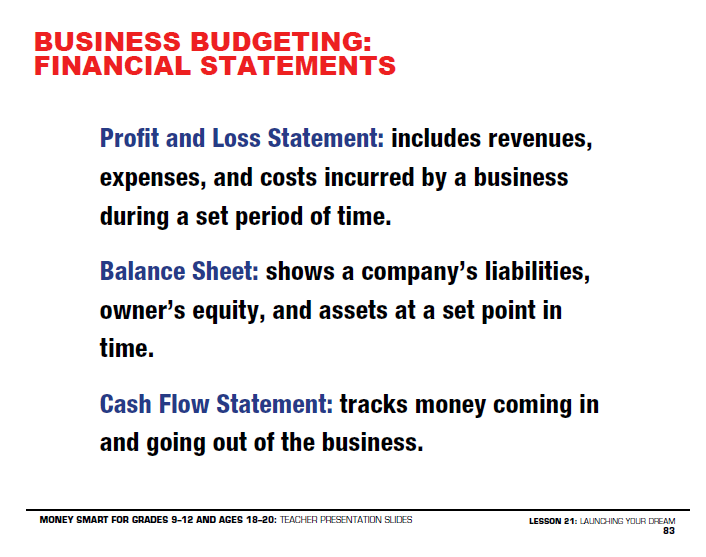 BUSINESS BUDGETING:
FINANCIAL STATEMENTS
Profit and Loss Statement: includes revenues,
expenses, and costs incurred by a business
during a set period of time.
Balance Sheet: shows a company’s liabilities,
owner’s equity, and assets at a set point in
time.
Cash Flow Statement: tracks money coming in
and going out of the business.
MONEY SMART FOR GRADES 9–12 AND AGES 18–20: TEACHER PRESENTATION SLIDES
LESSON 21: LAUNCHING YOUR DREAM
83